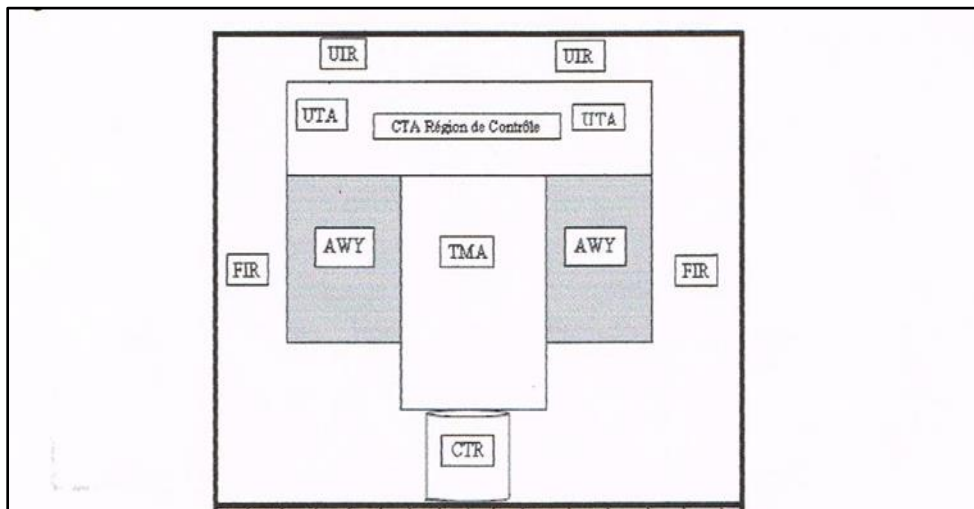 UIR UIR
UTA CTA Région de Contrôle UTA
AWY TMA AWY
FIR FIR
CTR